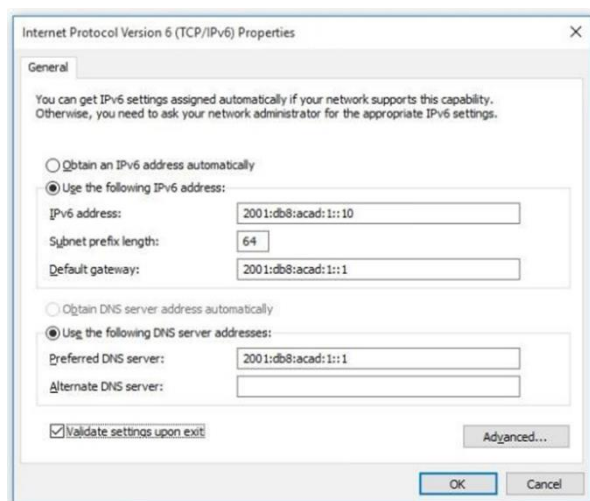 Internet Protocol Version 6 (TCP/IPv6) Properties
General
You can get IPv6 settings assigned automatically if your network supports this capability.
Otherwise, you need to ask your network administrator for the appropriate IPv6 settings.
Obtain an IPv6 address automatically
Use the following IPv6 address:
IPv6 address: 2001:db8:acad:1::10
Subnet prefix length: 64
Default gateway: 2001:db8:acad:1::1
Obtain DNS server address automatically
Use the following DNS server addresses:
Preferred DNS server: 2001:db8:acad:1::1
Alternate DNS server:
Validate settings upon exit
Advanced...
OK Cancel